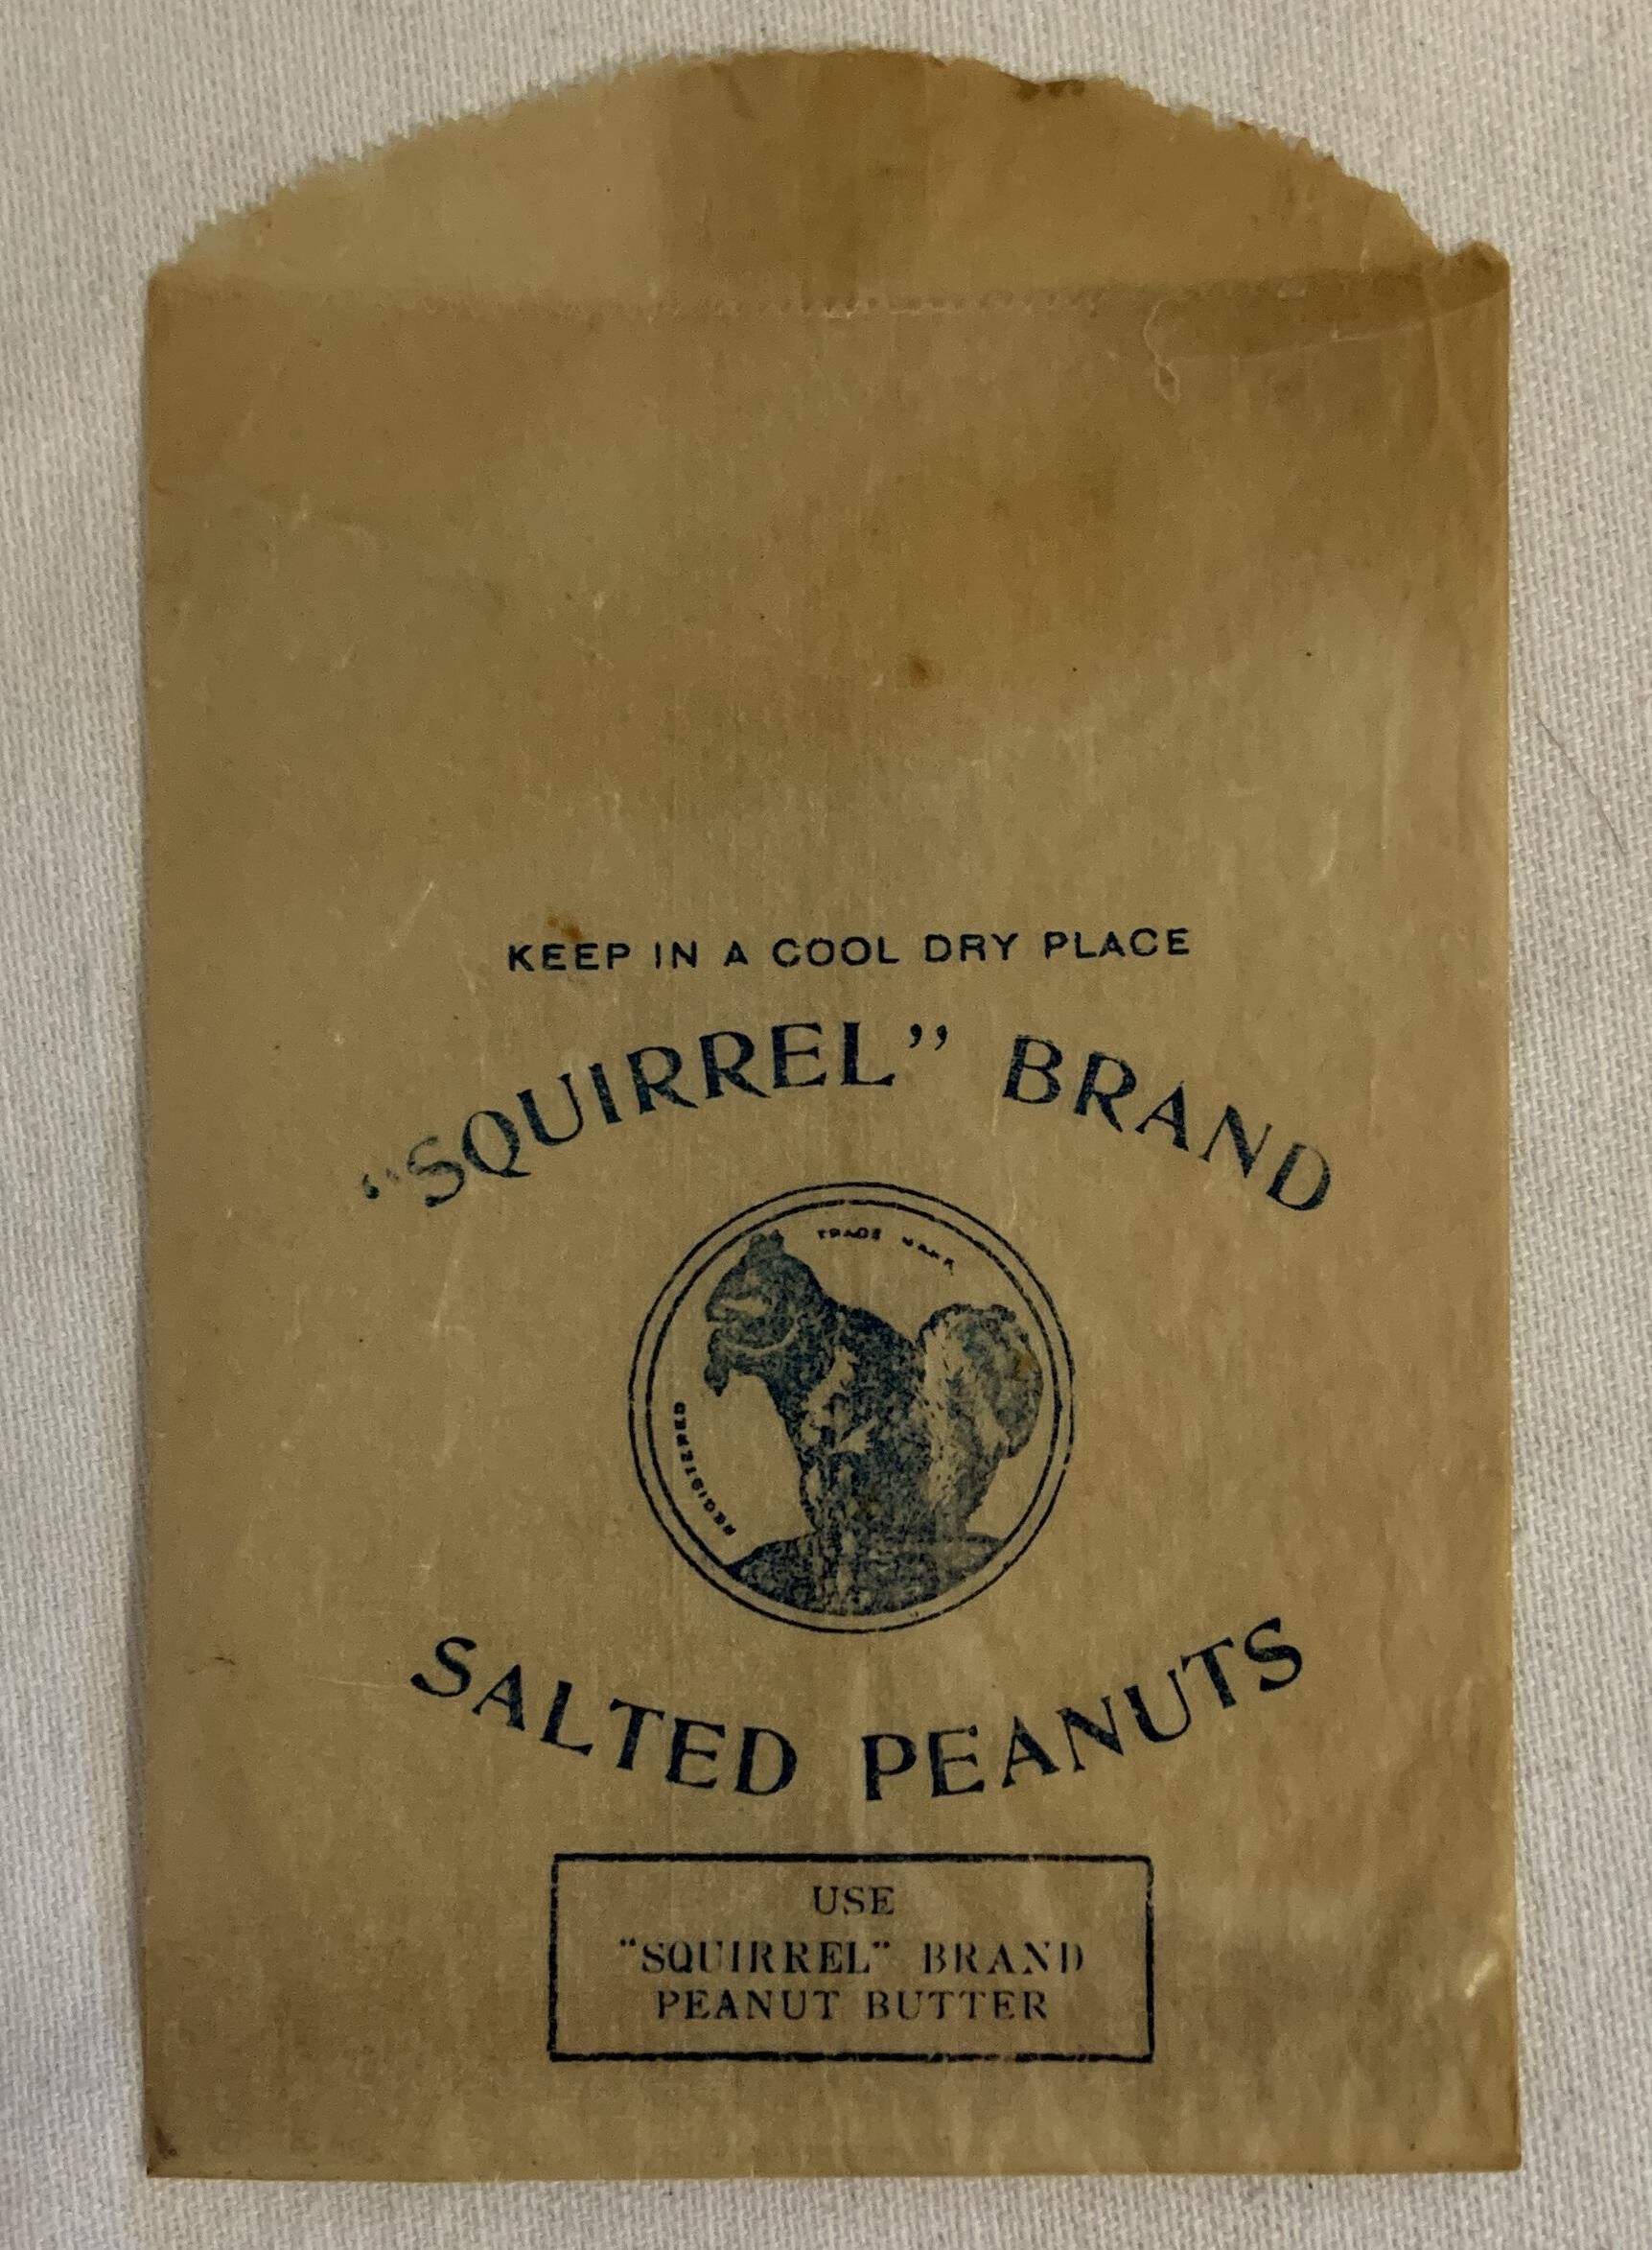 KEEP IN A COOL DRY PLACE
“SQUIRREL” BRAND
TRADE MARK
REGISTERED
SALTED PEANUTS
USE
“SQUIRREL” BRAND
PEANUT BUTTER